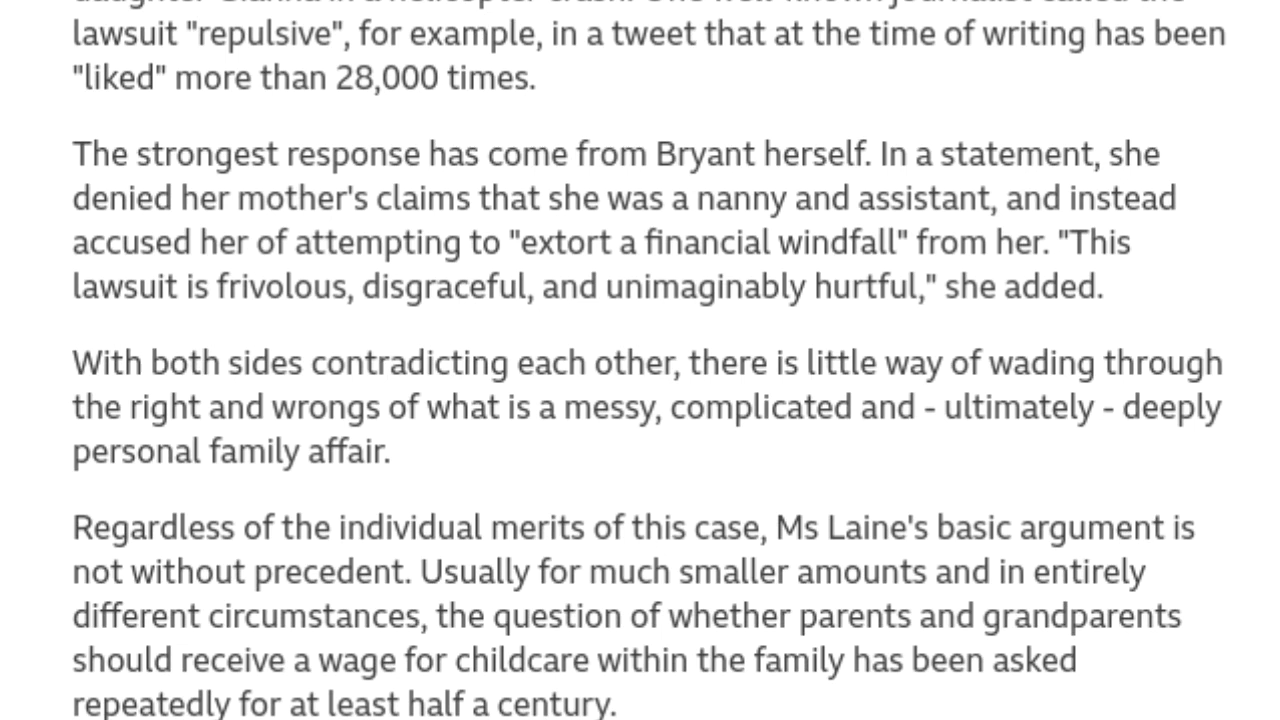 lawsuit "repulsive", for example, in a tweet that at the time of writing has been
"liked" more than 28,000 times.
The strongest response has come from Bryant herself. In a statement, she
denied her mother's claims that she was a nanny and assistant, and instead
accused her of attempting to "extort a financial windfall" from her. "This
lawsuit is frivolous, disgraceful, and unimaginably hurtful," she added.
With both sides contradicting each other, there is little way of wading through
the right and wrongs of what is a messy, complicated and - ultimately - deeply
personal family affair.
Regardless of the individual merits of this case, Ms Laine's basic argument is
not without precedent. Usually for much smaller amounts and in entirely
different circumstances, the question of whether parents and grandparents
should receive a wage for childcare within the family has been asked
repeatedly for at least half a century.